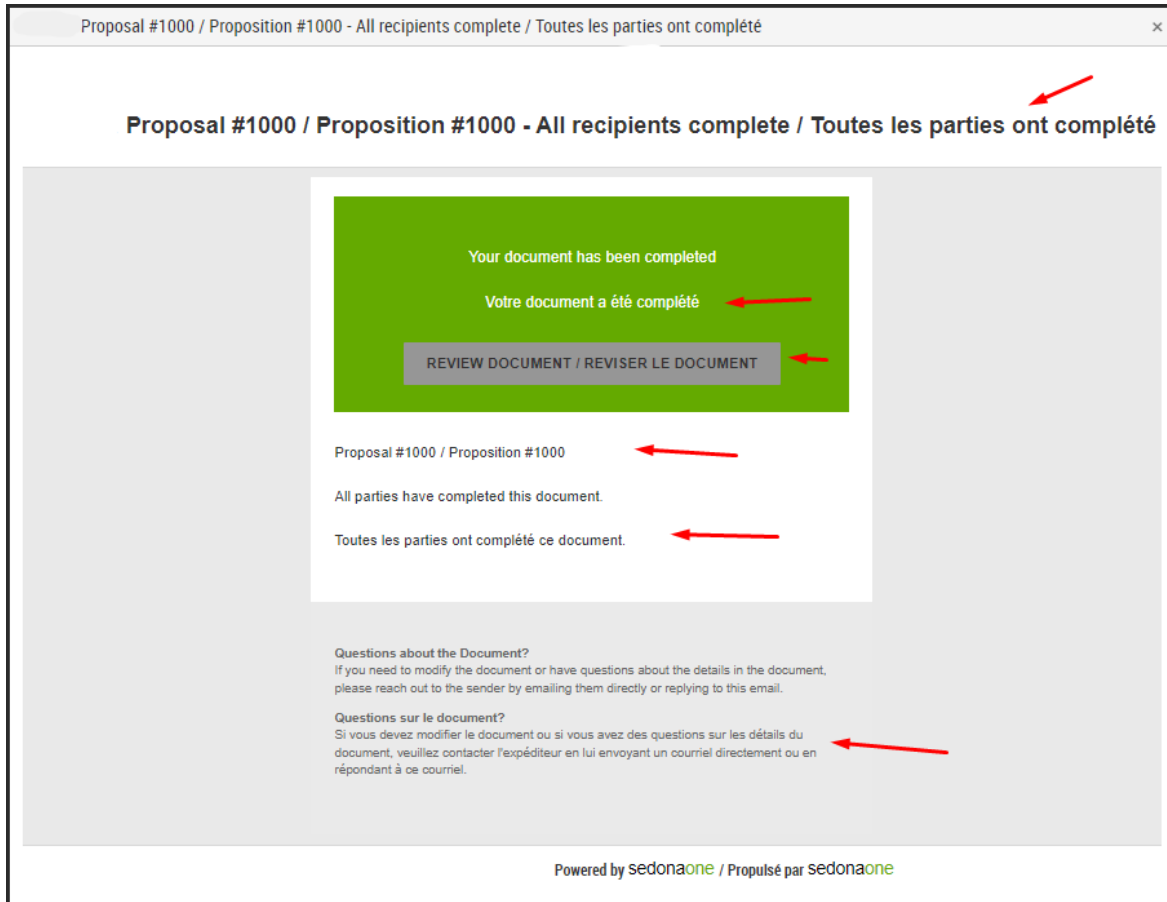 Proposal #1000 / Proposition #1000 - All recipients complete / Toutes les parties ont complété
×
Proposal #1000 / Proposition #1000 - All recipients complete / Toutes les parties ont complété
Your document has been completed
Votre document a été complété
REVIEW DOCUMENT / REVISER LE DOCUMENT
Proposal #1000 / Proposition #1000
All parties have completed this document.
Toutes les parties ont complété ce document.
Questions about the Document?
If you need to modify the document or have questions about the details in the document,
please reach out to the sender by emailing them directly or replying to this email.
Questions sur le document?
Si vous devez modifier le document ou si vous avez des questions sur les détails du
document, veuillez contacter l'expéditeur en lui envoyant un courriel directement ou en
répondant à ce courriel.
Powered by sedonaone / Propulsé par sedonaone